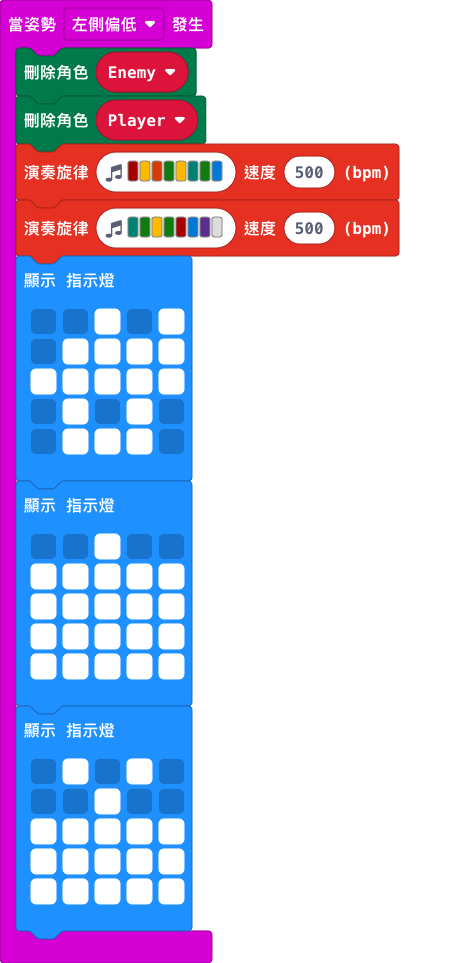 當姿勢 左側偏低 發生
刪除角色 Enemy
刪除角色 Player
演奏旋律 速度 500 (bpm)
演奏旋律 速度 500 (bpm)
顯示 指示燈
顯示 指示燈
顯示 指示燈